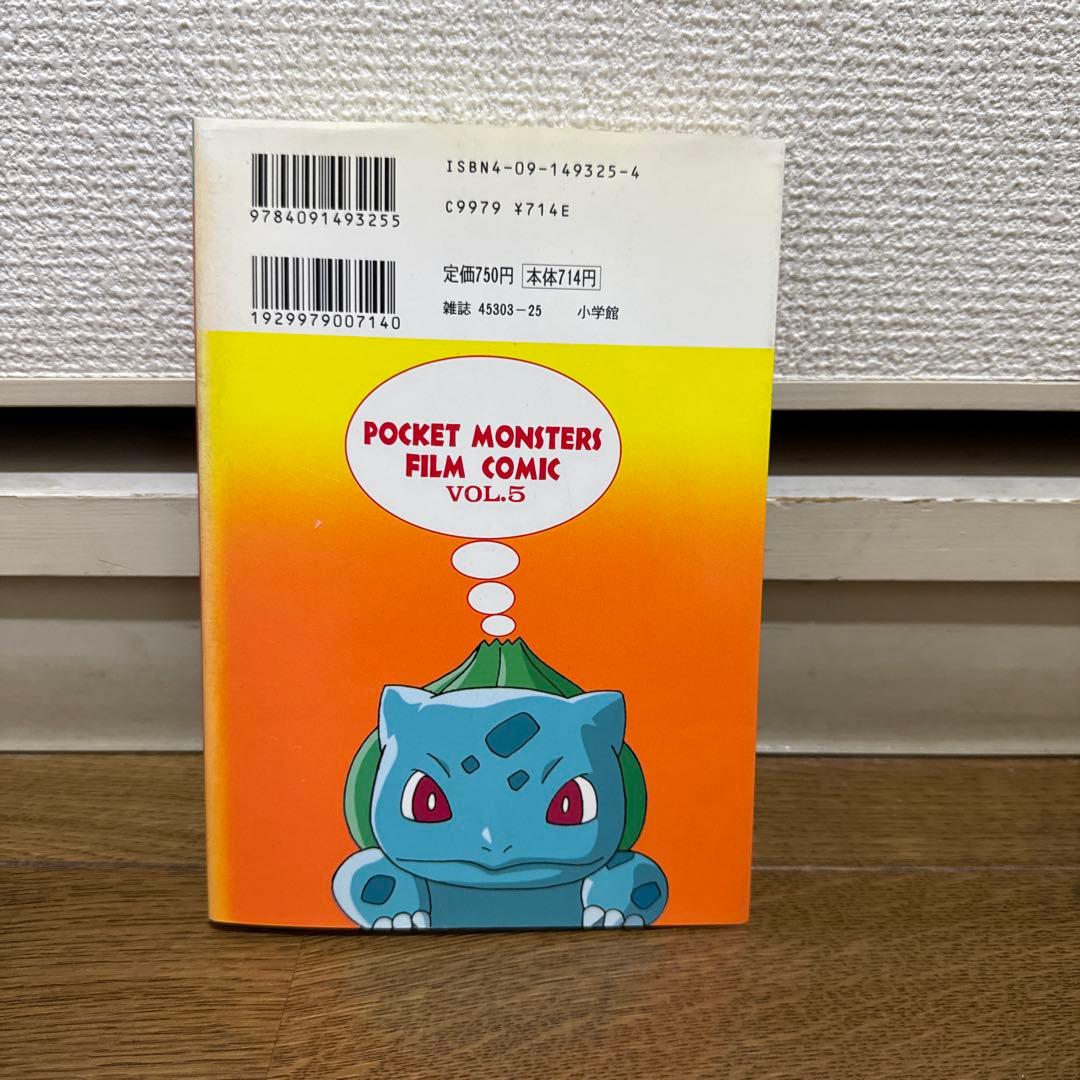 ISBN4-09-149325-4
9784091493255
C9979 ¥714E
定価750円 本体714円
1929979007140
雑誌 45303-25 小学館
POCKET MONSTERS
FILM COMIC
VOL.5